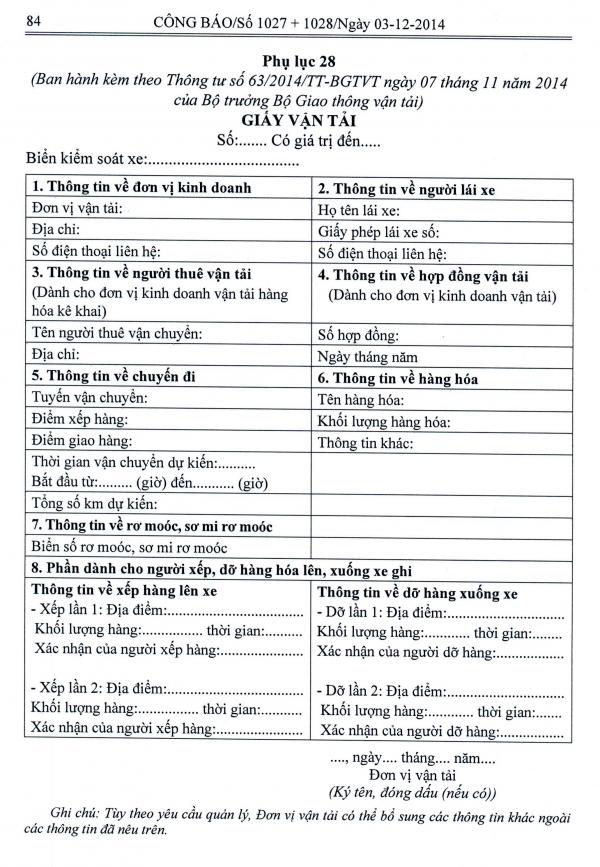 84
CÔNG BÁO/Số 1027 + 1028/Ngày 03-12-2014
Phụ lục 28
(Ban hành kèm theo Thông tư số 63/2014/TT-BGTVT ngày 07 tháng 11 năm 2014
của Bộ trưởng Bộ Giao thông vận tải)
GIẤY VẬN TẢI
Số:....... Có giá trị đến.....
Biển kiểm soát xe:......................................
1. Thông tin về đơn vị kinh doanh
2. Thông tin về người lái xe
Đơn vị vận tải:
Họ tên lái xe:
Địa chỉ:
Giấy phép lái xe số:
Số điện thoại liên hệ:
Số điện thoại liên hệ:
3. Thông tin về người thuê vận tải
(Dành cho đơn vị kinh doanh vận tải hàng
hóa kê khai)
4. Thông tin về hợp đồng vận tải
(Dành cho đơn vị kinh doanh vận tải)
Tên người thuê vận chuyển:
Số hợp đồng:
Địa chỉ:
Ngày tháng năm
5. Thông tin về chuyến đi
6. Thông tin về hàng hóa
Tuyến vận chuyển:
Tên hàng hóa:
Điểm xếp hàng:
Khối lượng hàng hóa:
Điểm giao hàng:
Thông tin khác:
Thời gian vận chuyển dự kiến:..........
Bắt đầu từ:......... (giờ) đến........... (giờ)
Tổng số km dự kiến:
7. Thông tin về rơ moóc, sơ mi rơ moóc
Biển số rơ moóc, sơ mi rơ moóc
8. Phần dành cho người xếp, dỡ hàng hóa lên, xuống xe ghi
Thông tin về xếp hàng lên xe
- Xếp lần 1: Địa điểm:...........................
Khối lượng hàng:................ thời gian:.........
Xác nhận của người xếp hàng:.....................
- Xếp lần 2: Địa điểm:...........................
Khối lượng hàng:................ thời gian:.........
Xác nhận của người xếp hàng:.....................
Thông tin về dỡ hàng xuống xe
- Dỡ lần 1: Địa điểm:.......................
Khối lượng hàng:............ thời gian:........
Xác nhận của người dỡ hàng:.................
- Dỡ lần 2: Địa điểm:.......................
Khối lượng hàng:............ thời gian:........
Xác nhận của người dỡ hàng:.................
...., ngày.... tháng.... năm....
Đơn vị vận tải
(Ký tên, đóng dấu (nếu có))
Ghi chú: Tùy theo yêu cầu quản lý, Đơn vị vận tải có thể bổ sung các thông tin khác ngoài
các thông tin đã nêu trên.